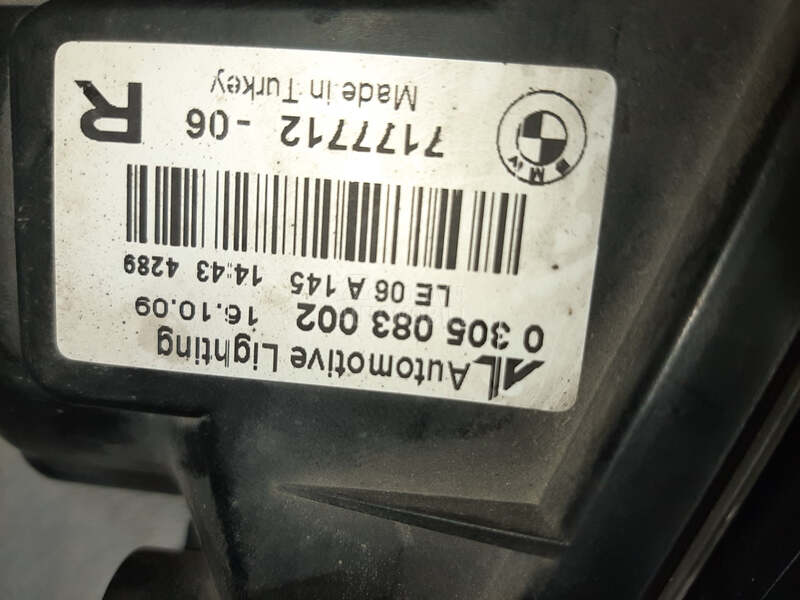 AL Automotive Lighting
0 305 083 002 16.10.09
LE 06 A 145 14:43 4289
7177712 -06 R
Made in Turkey
BMW